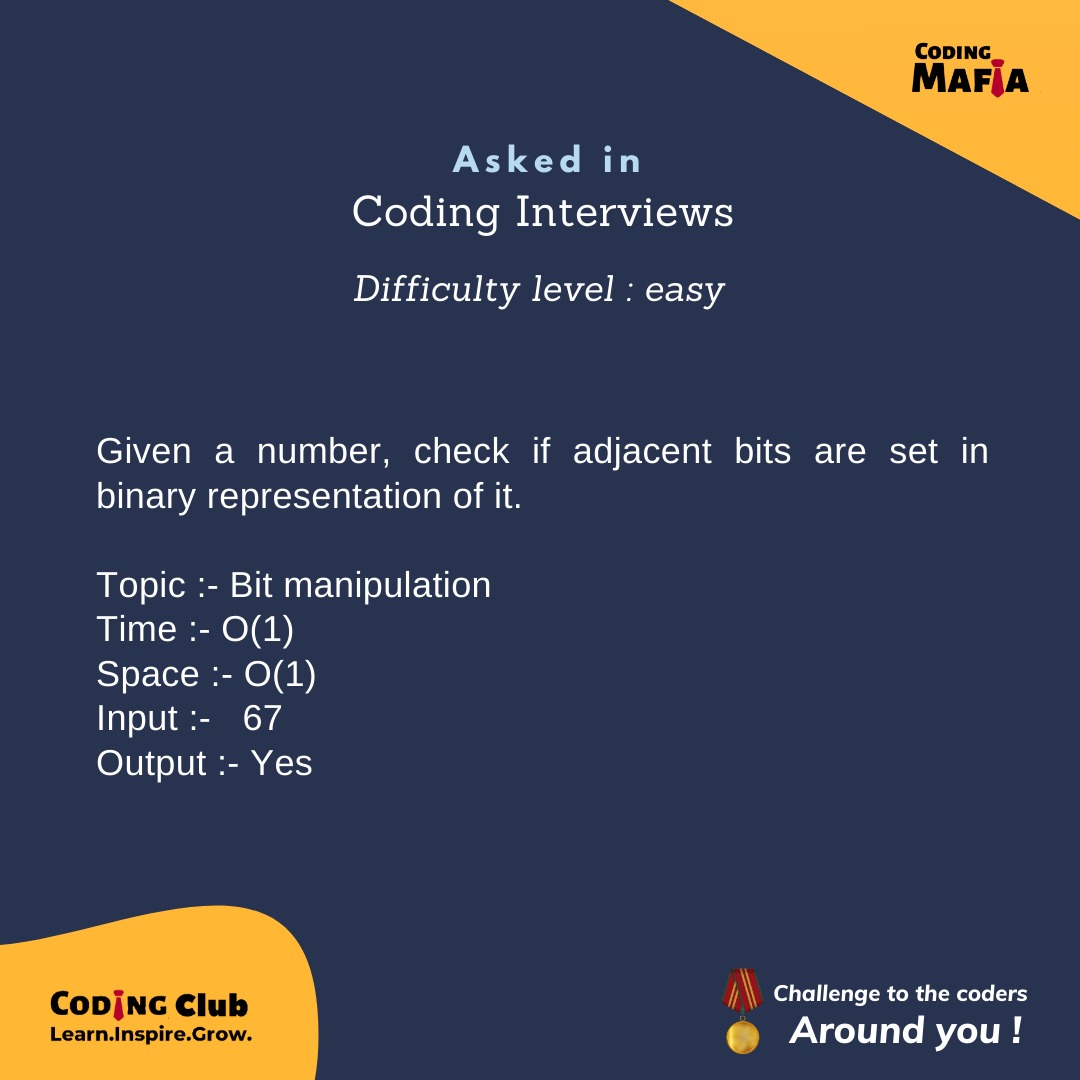 CODING
MAFIA
Asked in
Coding Interviews
Difficulty level : easy
Given a number, check if adjacent bits are set in
binary representation of it.
Topic :- Bit manipulation
Time :- O(1)
Space :- O(1)
Input :- 67
Output :- Yes
CODING Club
Learn.Inspire.Grow.
Challenge to the coders
Around you !